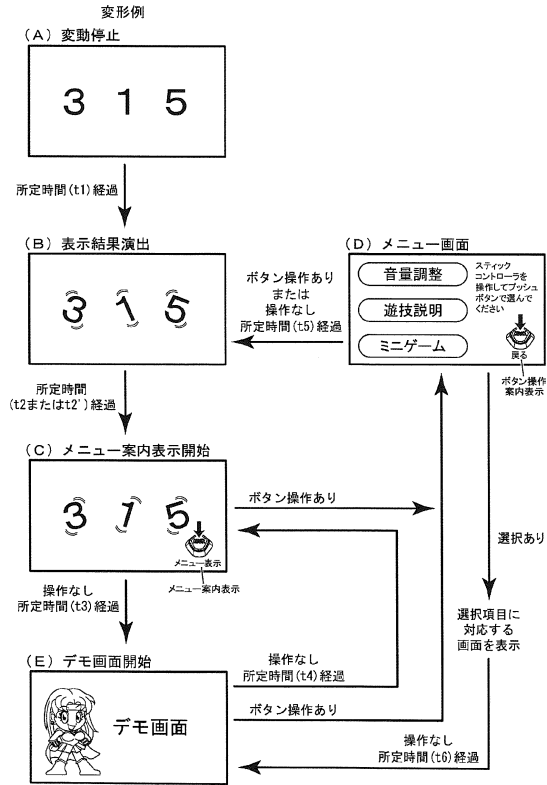 変形例
(A) 変動停止
3 1 5
所定時間(t1)経過
(B) 表示結果演出
3 1 5
(D) メニュー画面
音量調整
遊技説明
ミニゲーム
スティック
コントローラを
操作してプッシュ
ボタンで選んで
ください
戻る
ボタン操作
案内表示
ボタン操作あり
または
操作なし
所定時間(t5)経過
所定時間
(t2またはt2')経過
(C) メニュー案内表示開始
3 1 5
メニュー表示
メニュー案内表示
ボタン操作あり
選択あり
選択項目に
対応する
画面を表示
操作なし
所定時間(t3)経過
(E) デモ画面開始
デモ画面
操作なし
所定時間(t4)経過
ボタン操作あり
操作なし
所定時間(t6)経過